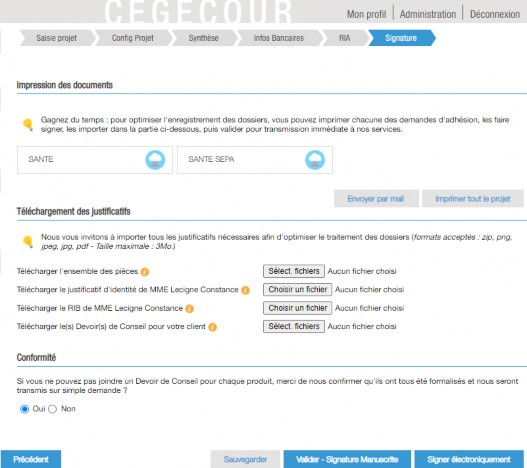 CEGECOUR
Mon profil | Administration | Déconnexion
Saisie projet
Config Projet
Synthèse
Infos Bancaires
RIA
Signature
Impression des documents
Gagnez du temps : pour optimiser l'enregistrement des dossiers, vous pouvez imprimer chacune des demandes d'adhésion, les faire
signer, les importer dans la partie ci-dessous, puis valider pour transmission immédiate à nos services.
SANTE
SANTE SEPA
Envoyer par mail
Imprimer tout le projet
Téléchargement des justificatifs
Nous vous invitons à importer tous les justificatifs nécessaires afin d'optimiser le traitement des dossiers (formats acceptés : zip, png,
jpeg, jpg, pdf - Taille maximale : 3Mo.)
Télécharger l'ensemble des pièces
Sélect. fichiers Aucun fichier choisi
Télécharger le justificatif d'identité de MME Lecigne Constance
Choisir un fichier Aucun fichier choisi
Télécharger le RIB de MME Lecigne Constance
Choisir un fichier Aucun fichier choisi
Télécharger le(s) Devoir(s) de Conseil pour votre client
Sélect. fichiers Aucun fichier choisi
Conformité
Si vous ne pouvez pas joindre un Devoir de Conseil pour chaque produit, merci de nous confirmer qu'ils ont tous été formalisés et nous seront
transmis sur simple demande ?
Oui Non
Précédent
Sauvegarder
Valider - Signature Manuscrite
Signer électroniquement